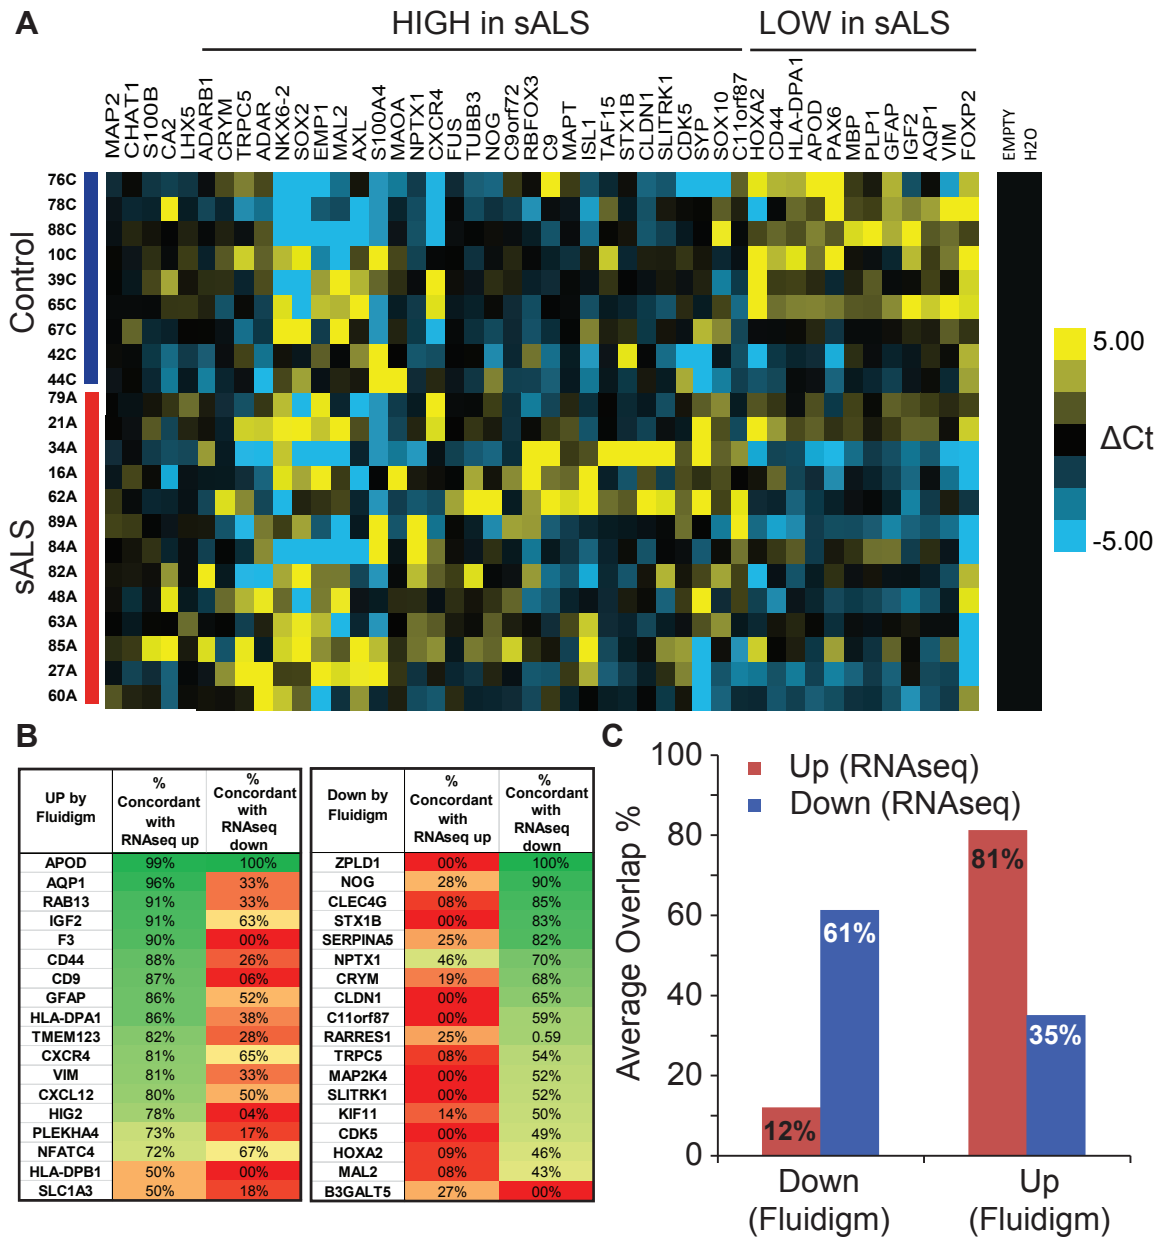 A
HIGH in sALS
LOW in sALS
MAP2
CHAT1
S100B
CA2
LHX5
ADARB1
CRYM
TRPC5
ADAR
NKX6-2
SOX2
EMP1
MAL2
AXL
S100A4
MAOA
NPTX1
CXCR4
FUS
TUBB3
NOG
C9orf72
RBFOX3
C9
MAPT
ISL1
TAF15
STX1B
CLDN1
SLITRK1
CDK5
SYP
SOX10
C11orf87
HOXA2
CD44
HLA-DPA1
APOD
PAX6
MBP
PLP1
GFAP
IGF2
AQP1
VIM
FOXP2
EMPTY
H2O
Control
76C
78C
88C
10C
39C
65C
67C
42C
44C
sALS
79A
21A
34A
16A
62A
89A
84A
82A
48A
63A
85A
27A
60A
5.00
ΔCt
-5.00
B
UP by Fluidigm
% Concordant with RNAseq up
% Concordant with RNAseq down
APOD 99% 100%
AQP1 96% 33%
RAB13 91% 33%
IGF2 91% 63%
F3 90% 00%
CD44 88% 26%
CD9 87% 06%
GFAP 86% 52%
HLA-DPA1 86% 38%
TMEM123 82% 28%
CXCR4 81% 65%
VIM 81% 33%
CXCL12 80% 50%
HIG2 78% 04%
PLEKHA4 73% 17%
NFATC4 72% 67%
HLA-DPB1 50% 00%
SLC1A3 50% 18%
Down by Fluidigm
% Concordant with RNAseq up
% Concordant with RNAseq down
ZPLD1 00% 100%
NOG 28% 90%
CLEC4G 08% 85%
STX1B 00% 83%
SERPINA5 25% 82%
NPTX1 46% 70%
CRYM 19% 68%
CLDN1 00% 65%
C11orf87 00% 59%
RARRES1 25% 0.59
TRPC5 08% 54%
MAP2K4 00% 52%
SLITRK1 00% 52%
KIF11 14% 50%
CDK5 00% 49%
HOXA2 09% 46%
MAL2 08% 43%
B3GALT5 27% 00%
C
Average Overlap %
100
80
60
40
20
0
Up (RNAseq)
Down (RNAseq)
12%
61%
81%
35%
Down
(Fluidigm)
Up
(Fluidigm)